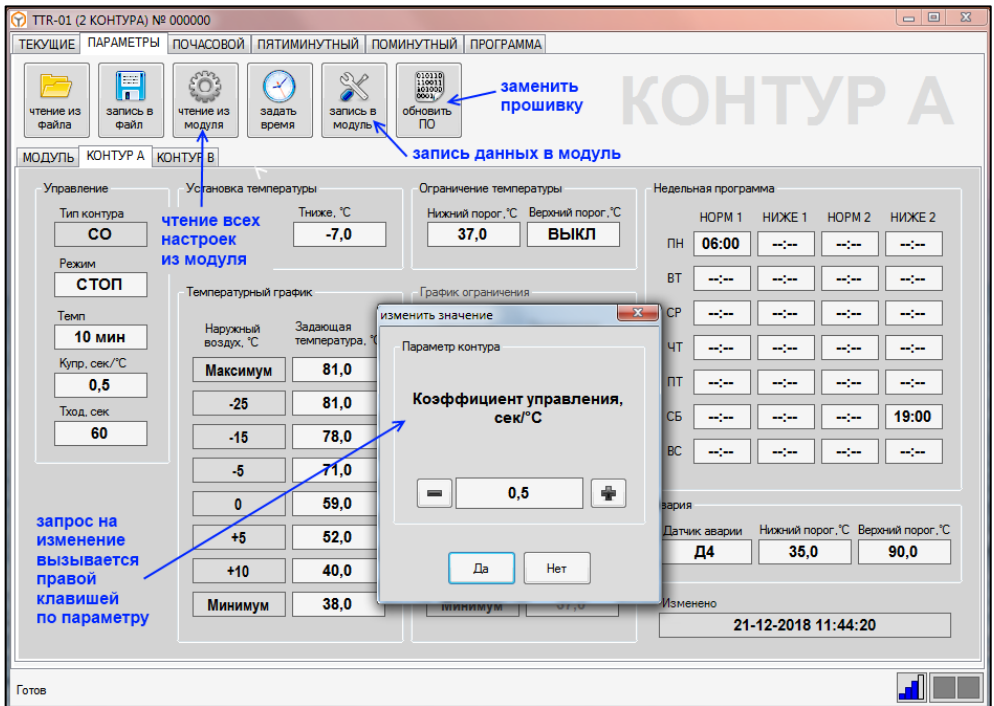 TTR-01 (2 КОНТУРА) № 000000
ТЕКУЩИЕ ПАРАМЕТРЫ ПОЧАСОВОЙ ПЯТИМИНУТНЫЙ ПОМИНУТНЫЙ ПРОГРАММА
чтение из файла
запись в файл
чтение из модуля
задать время
запись в модуль
обновить ПО
заменить прошивку
КОНТУР А
запись данных в модуль
МОДУЛЬ КОНТУР А КОНТУР В
Управление
Тип контура
СО
Режим
СТОП
Темп
10 мин
Купр, сек/°С
0,5
Тход, сек
60
чтение всех
настроек
из модуля
запрос на
изменение
вызывается
правой
клавишей
по параметру
Установка температуры
Тниже, °С
-7,0
Температурный график
Наружный воздух, °С
Задающая температура, °
Максимум 81,0
-25 81,0
-15 78,0
-5 71,0
0 59,0
+5 52,0
+10 40,0
Минимум 38,0
Ограничение температуры
Нижний порог,°С Верхний порог,°С
37,0 ВЫКЛ
График ограничения
изменить значение
Параметр контура
Коэффициент управления,
сек/°С
0,5
Да Нет
Минимум 37,0
Недельная программа
НОРМ 1 НИЖЕ 1 НОРМ 2 НИЖЕ 2
ПН 06:00 --:-- --:-- --:--
ВТ --:-- --:-- --:-- --:--
СР --:-- --:-- --:-- --:--
ЧТ --:-- --:-- --:-- --:--
ПТ --:-- --:-- --:-- --:--
СБ --:-- --:-- --:-- 19:00
ВС --:-- --:-- --:-- --:--
вария
Датчик аварии Нижний порог,°С Верхний порог,°С
Д4 35,0 90,0
Изменено
21-12-2018 11:44:20
Готов